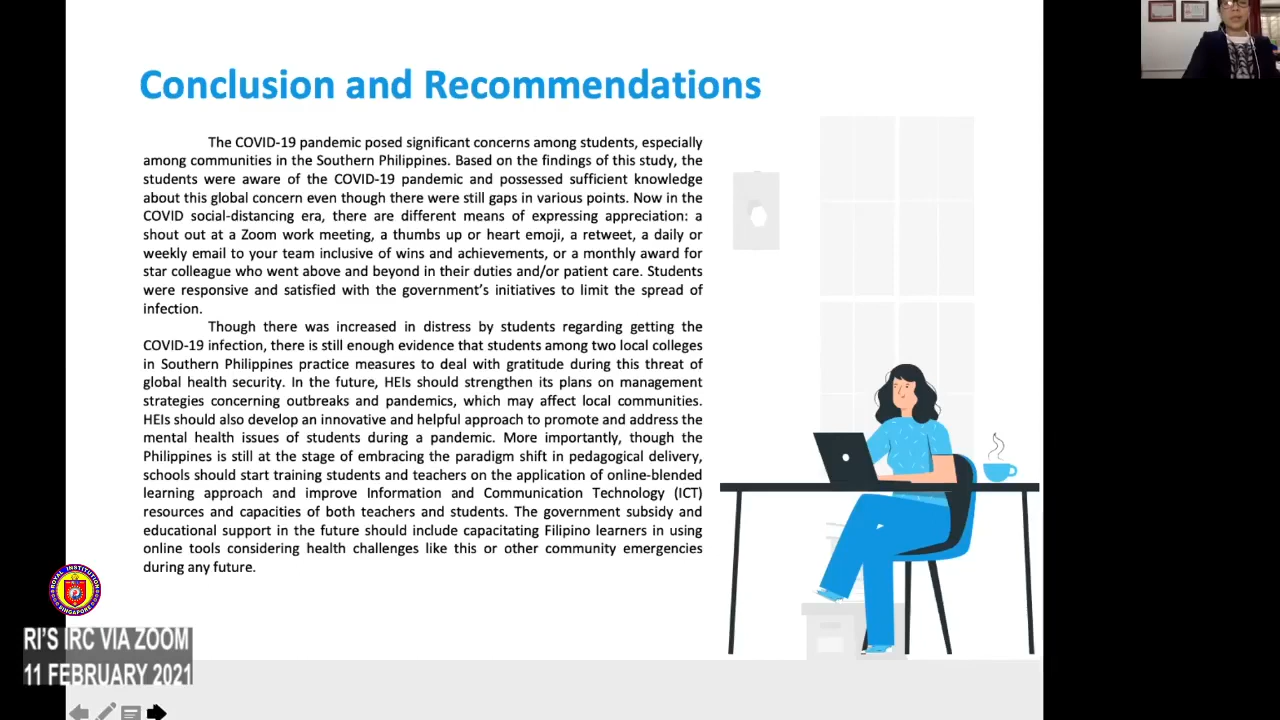 Conclusion and Recommendations
The COVID-19 pandemic posed significant concerns among students, especially
among communities in the Southern Philippines. Based on the findings of this study, the
students were aware of the COVID-19 pandemic and possessed sufficient knowledge
about this global concern even though there were still gaps in various points. Now in the
COVID social-distancing era, there are different means of expressing appreciation: a
shout out at a Zoom work meeting, a thumbs up or heart emoji, a retweet, a daily or
weekly email to your team inclusive of wins and achievements, or a monthly award for
star colleague who went above and beyond in their duties and/or patient care. Students
were responsive and satisfied with the government's initiatives to limit the spread of
infection.
Though there was increased in distress by students regarding getting the
COVID-19 infection, there is still enough evidence that students among two local colleges
in Southern Philippines practice measures to deal with gratitude during this threat of
global health security. In the future, HEIs should strengthen its plans on management
strategies concerning outbreaks and pandemics, which may affect local communities.
HEIs should also develop an innovative and helpful approach to promote and address the
mental health issues of students during a pandemic. More importantly, though the
Philippines is still at the stage of embracing the paradigm shift in pedagogical delivery,
schools should start training students and teachers on the application of online-blended
learning approach and improve Information and Communication Technology (ICT)
resources and capacities of both teachers and students. The government subsidy and
educational support in the future should include capacitating Filipino learners in using
online tools considering health challenges like this or other community emergencies
during any future.
ROYAL INSTITUTION
SINGAPORE
RI'S IRC VIA ZOOM
11 FEBRUARY 2021